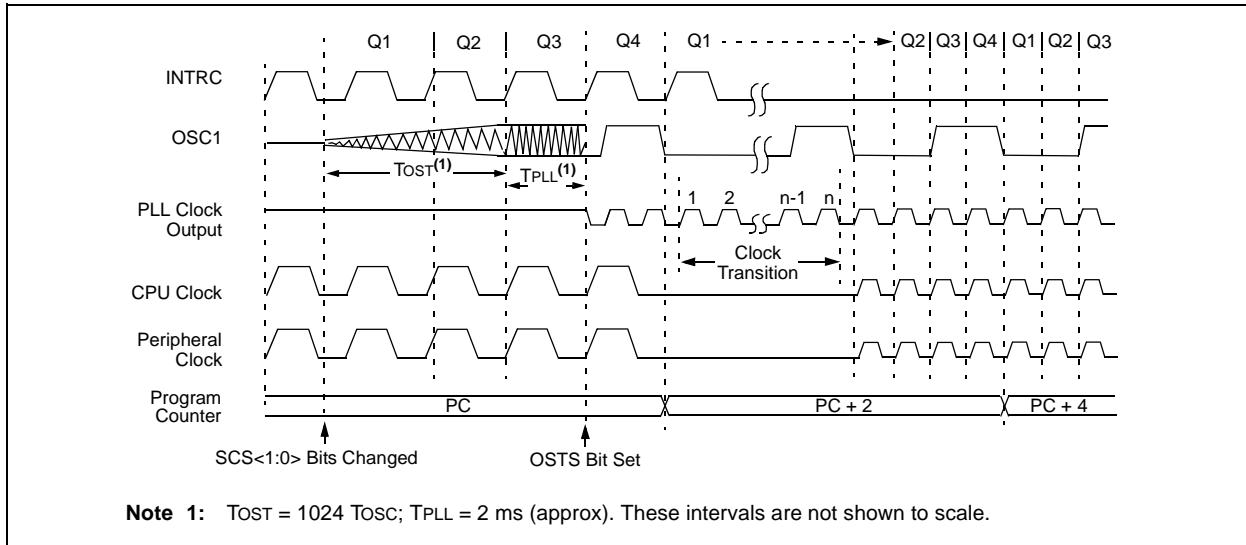 Q1 Q2 Q3 Q4 Q1 Q2 Q3 Q4 Q1 Q2 Q3
INTRC
OSC1
TOST(1) TPLL(1)
1 2 n-1 n
PLL Clock
Output
Clock
Transition
CPU Clock
Peripheral
Clock
Program
Counter
PC PC + 2 PC + 4
SCS<1:0> Bits Changed OSTS Bit Set
Note 1: TOST = 1024 TOSC; TPLL = 2 ms (approx). These intervals are not shown to scale.